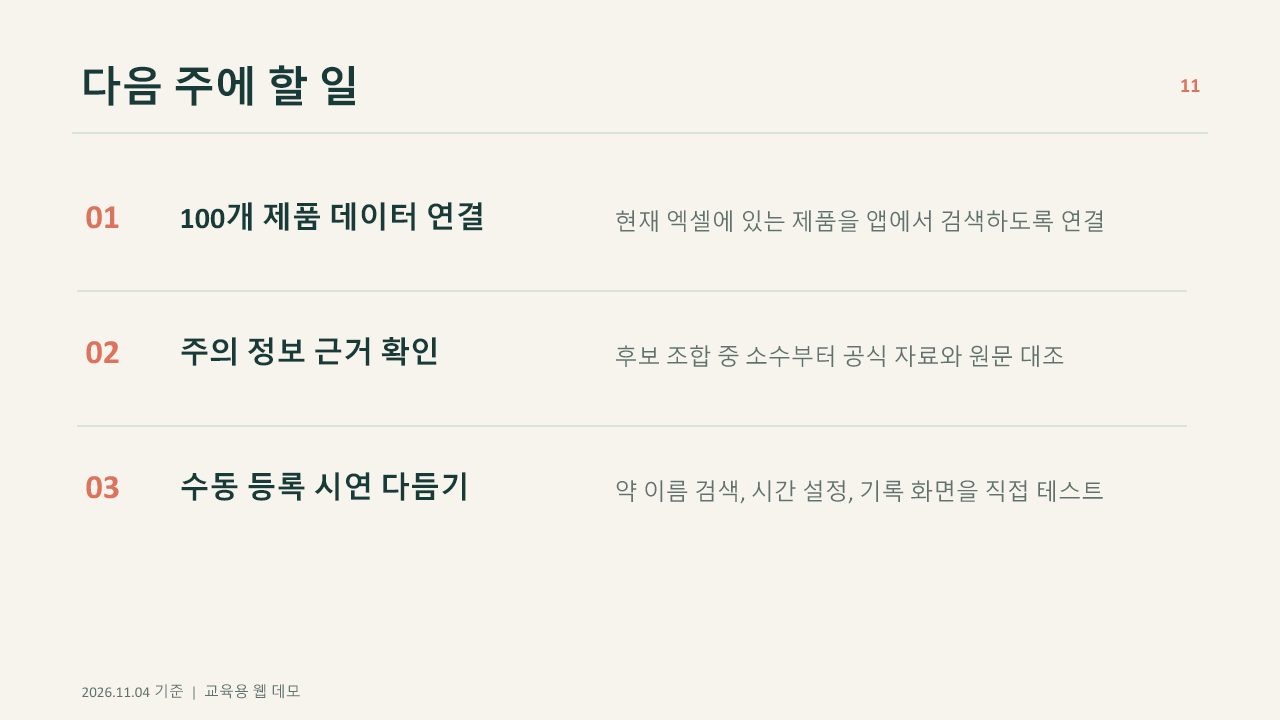 다음 주에 할 일
11
01
100개 제품 데이터 연결
현재 엑셀에 있는 제품을 앱에서 검색하도록 연결
02
주의 정보 근거 확인
후보 조합 중 소수부터 공식 자료와 원문 대조
03
수동 등록 시연 다듬기
약 이름 검색, 시간 설정, 기록 화면을 직접 테스트
2026.11.04 기준 | 교육용 웹 데모